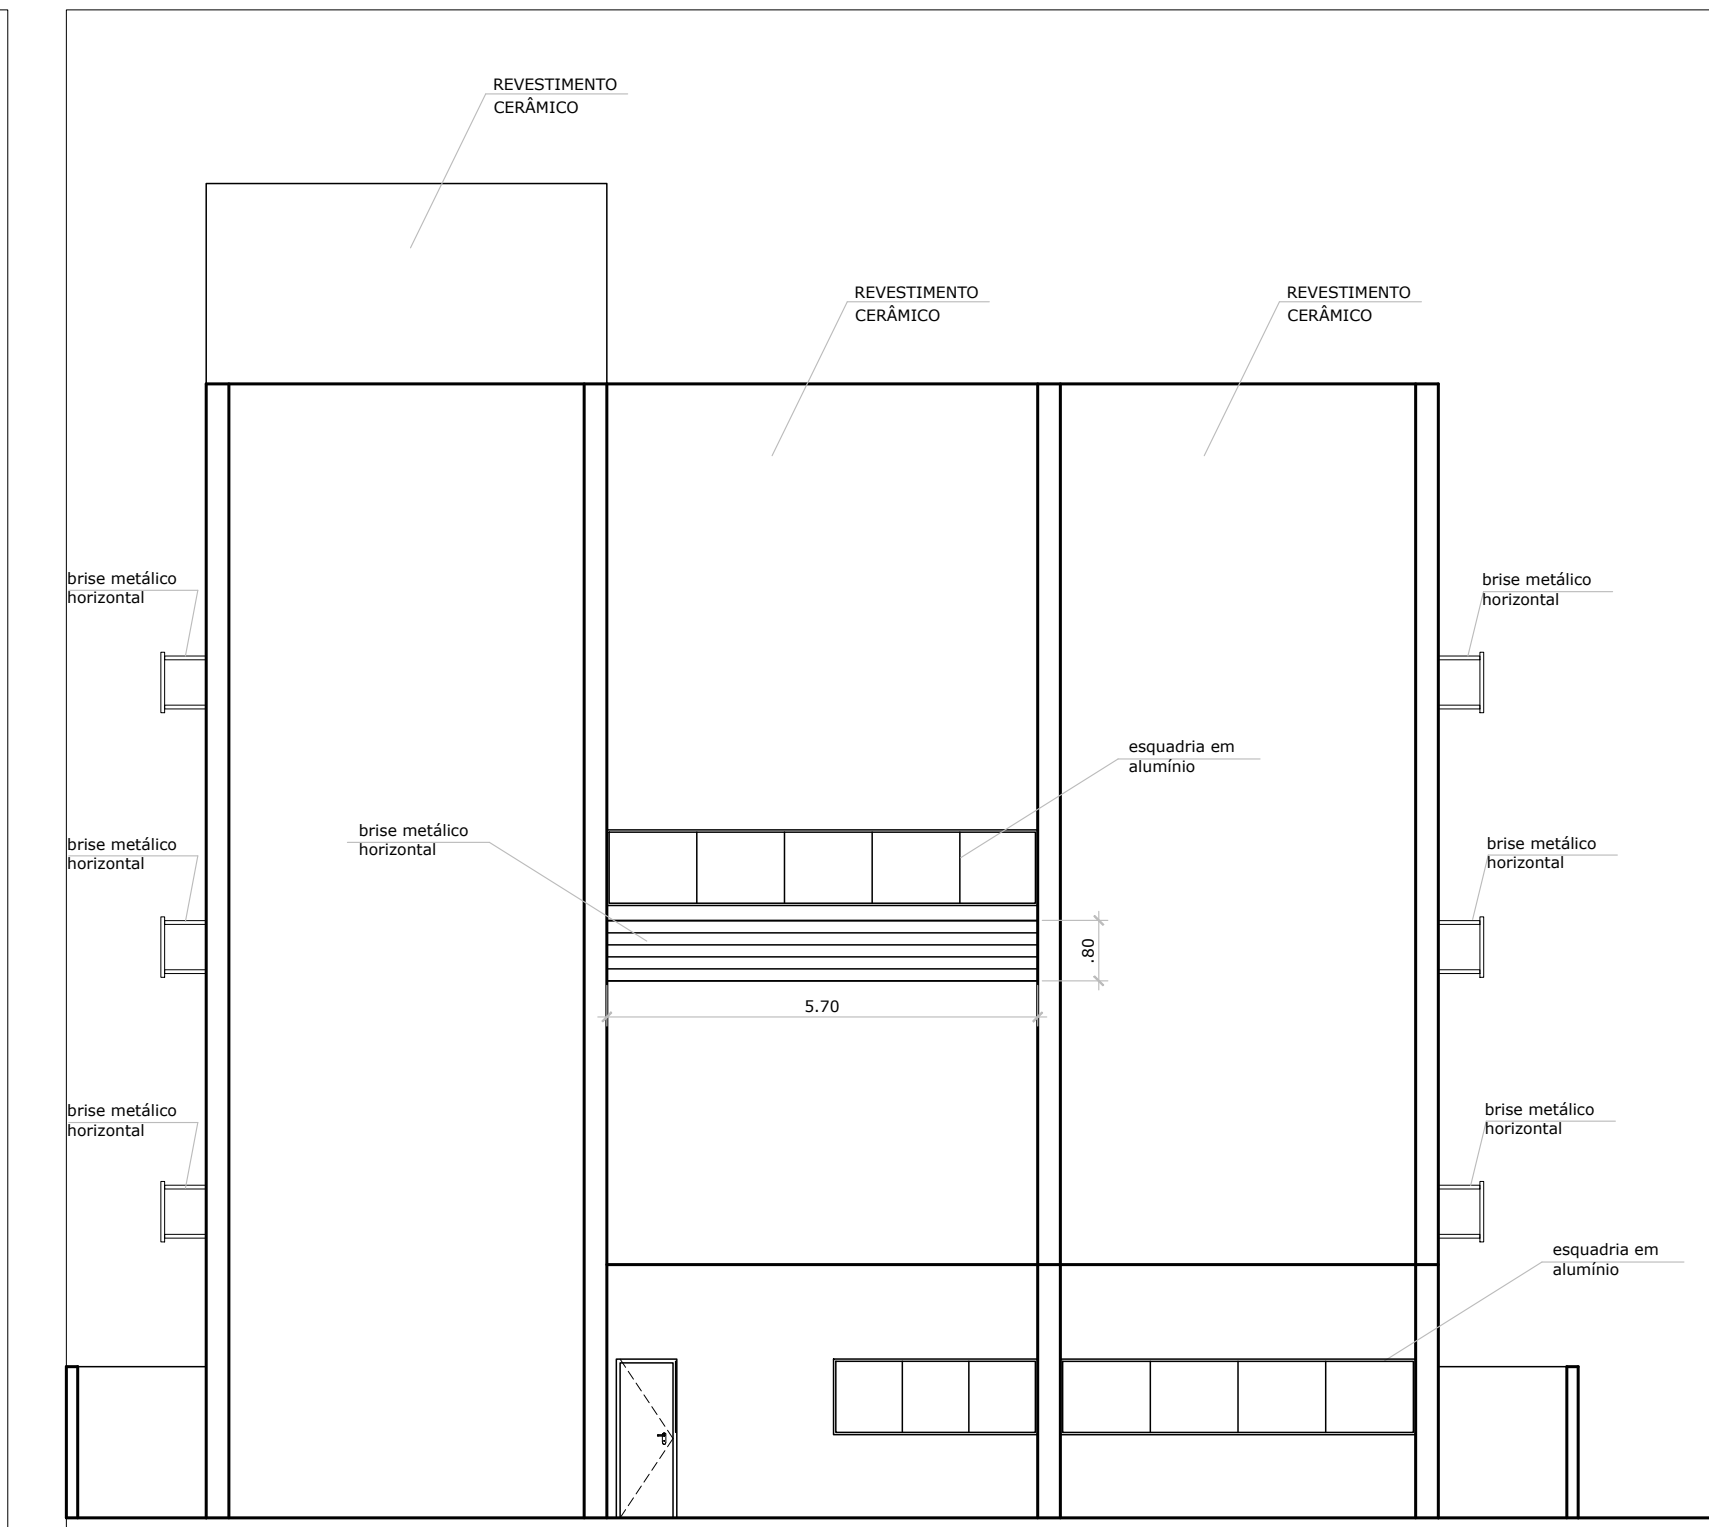 REVESTIMENTO
CERÂMICO
REVESTIMENTO
CERÂMICO
REVESTIMENTO
CERÂMICO
brise metálico
horizontal
brise metálico
horizontal
esquadria em
alumínio
brise metálico
horizontal
brise metálico
horizontal
brise metálico
horizontal
.80
5.70
brise metálico
horizontal
brise metálico
horizontal
esquadria em
alumínio